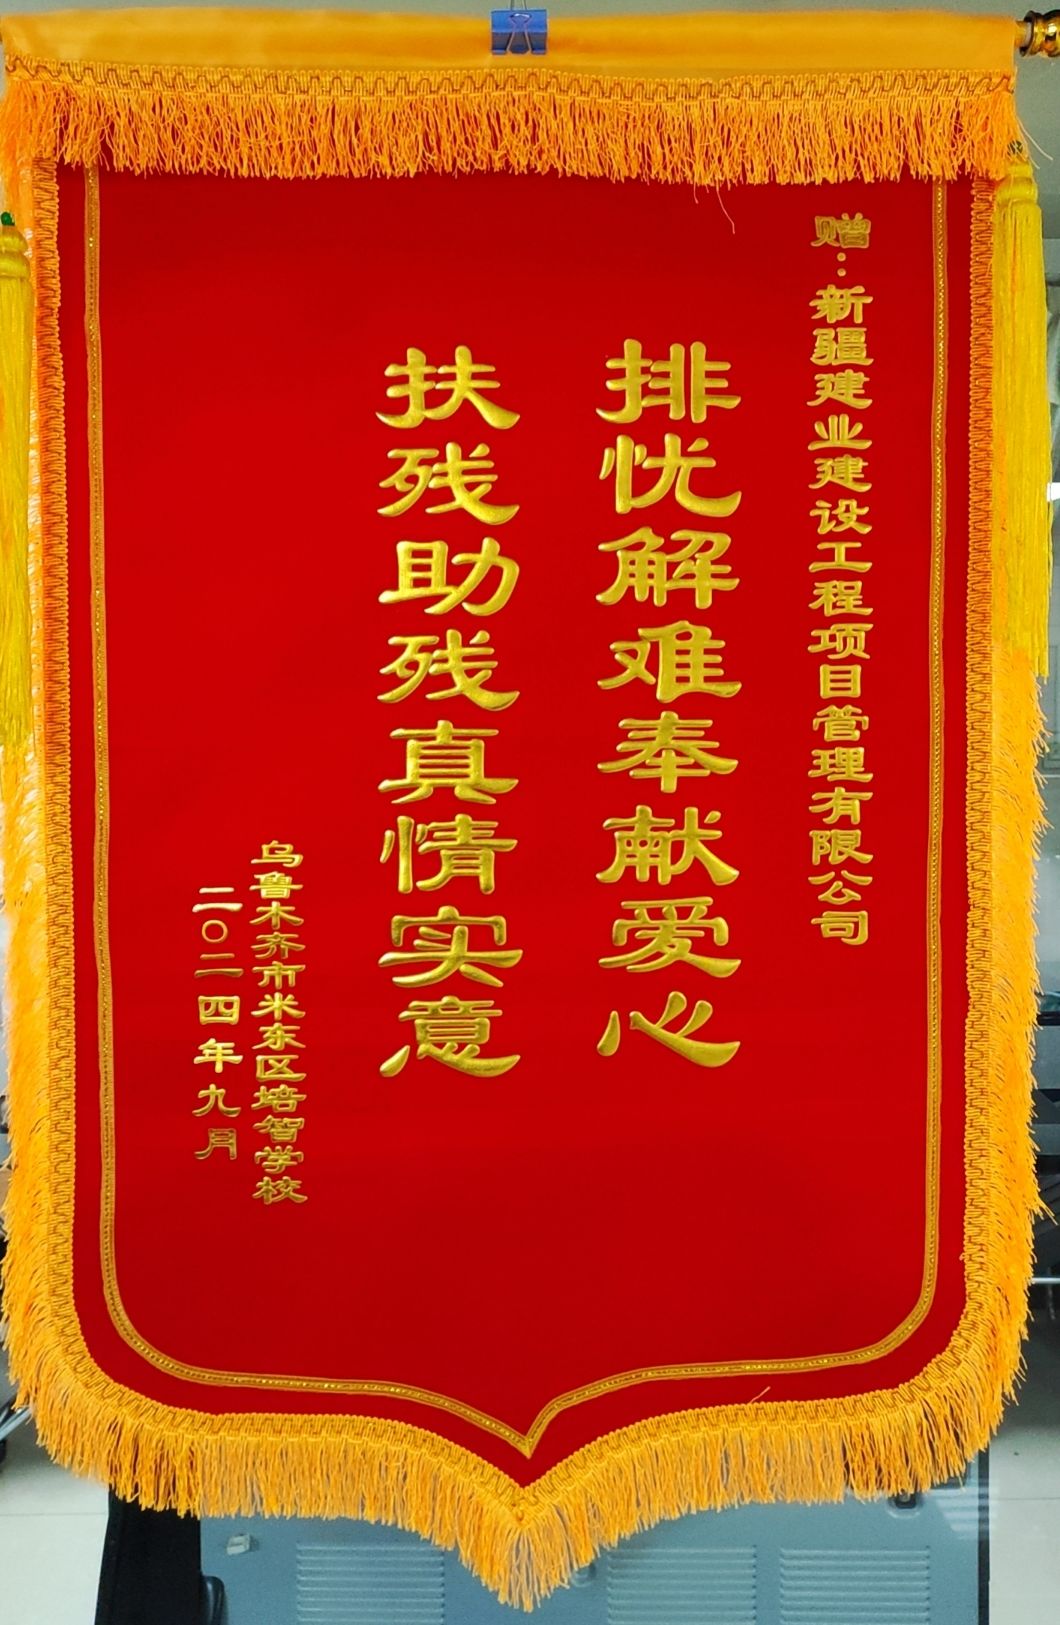 赠：新疆建业建设工程项目管理有限公司
排忧解难奉献爱心
扶残助残真情实意
乌鲁木齐市米东区培智学校
二〇二四年九月